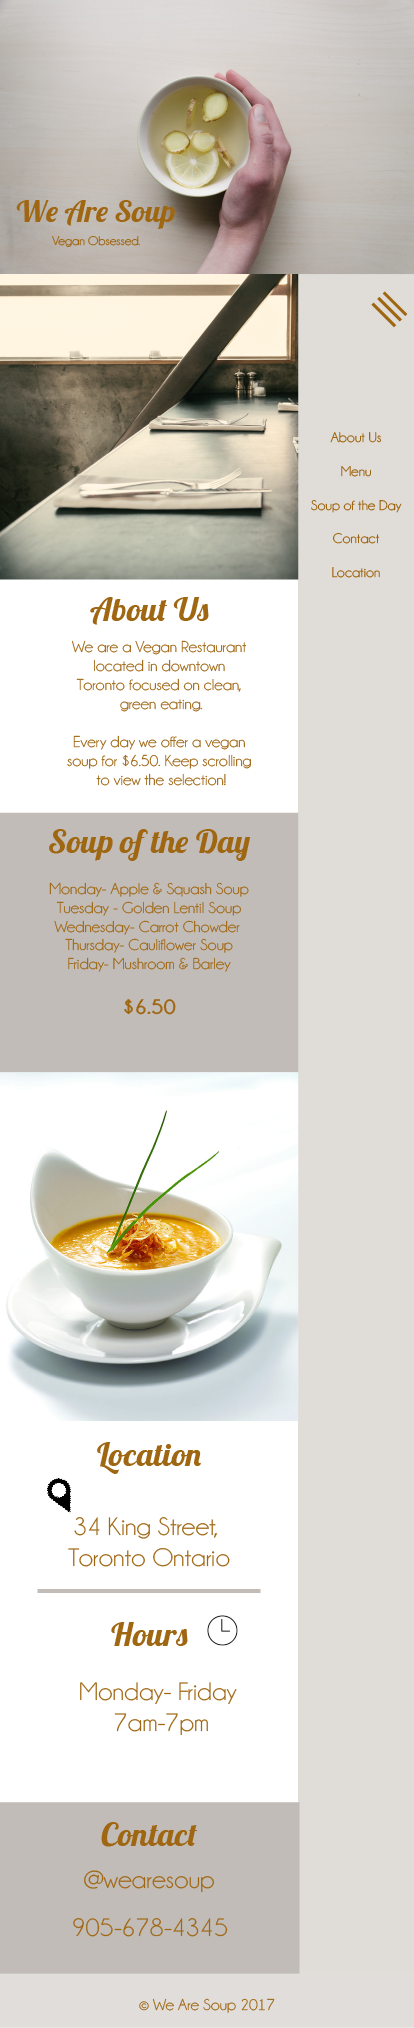 We Are Soup
Vegan Obsessed.
About Us
Menu
Soup of the Day
Contact
Location
About Us
We are a Vegan Restaurant
located in downtown
Toronto focused on clean,
green eating.
Every day we offer a vegan
soup for $6.50. Keep scrolling
to view the selection!
Soup of the Day
Monday- Apple & Squash Soup
Tuesday - Golden Lentil Soup
Wednesday- Carrot Chowder
Thursday- Cauliflower Soup
Friday- Mushroom & Barley
$6.50
Location
34 King Street,
Toronto Ontario
Hours
Monday- Friday
7am-7pm
Contact
@wearesoup
905-678-4345
© We Are Soup 2017